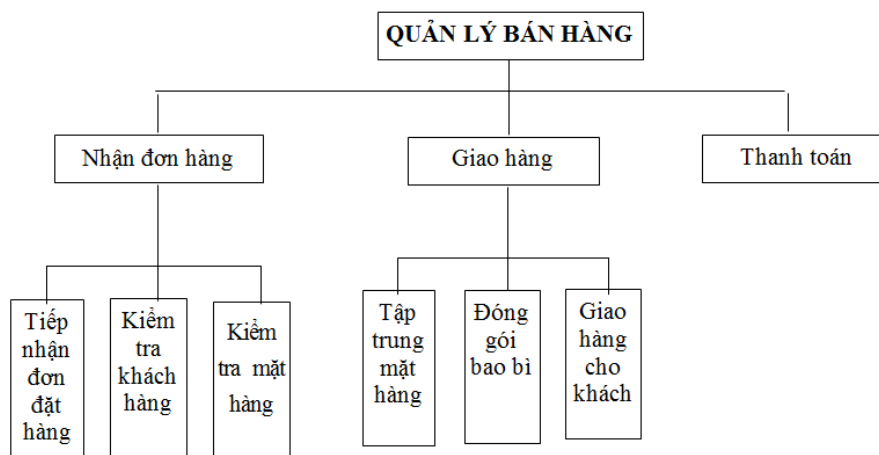 QUẢN LÝ BÁN HÀNG
Nhận đơn hàng
Giao hàng
Thanh toán
Tiếp
nhận
đơn
đặt
hàng
Kiểm
tra
khách
hàng
Kiểm
tra mặt
hàng
Tập
trung
mặt
hàng
Đóng
gói
bao bì
Giao
hàng
cho
khách